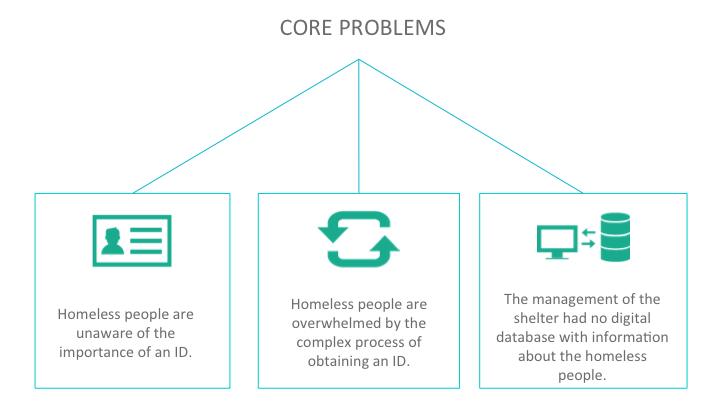 CORE PROBLEMS
Homeless people are
unaware of the
importance of an ID.
Homeless people are
overwhelmed by the
complex process of
obtaining an ID.
The management of the
shelter had no digital
database with information
about the homeless
people.